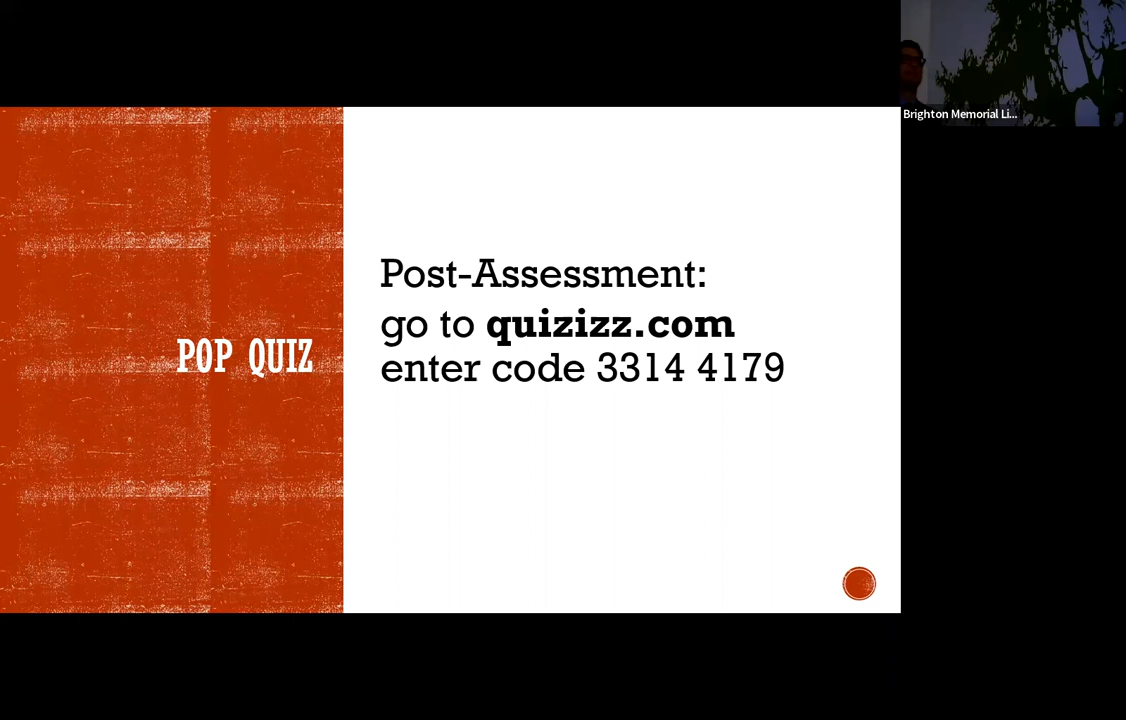 Brighton Memorial Li...
POP QUIZ
Post-Assessment:
go to quizizz.com
enter code 3314 4179